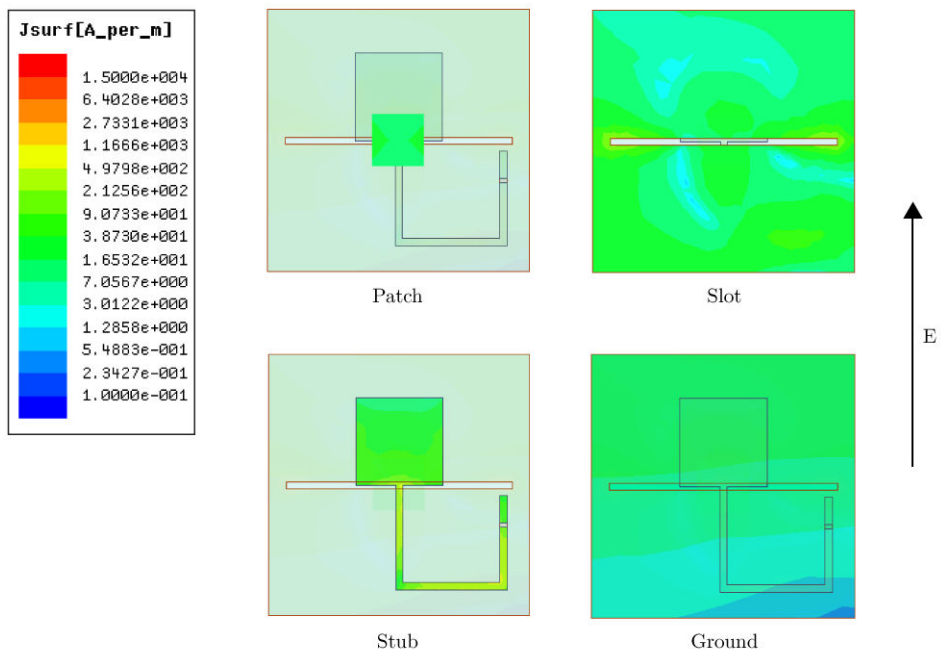 Jsurf[A_per_m]
1.5000e+004
6.4028e+003
2.7331e+003
1.1666e+003
4.9798e+002
2.1256e+002
9.0733e+001
3.8730e+001
1.6532e+001
7.0567e+000
3.0122e+000
1.2858e+000
5.4883e-001
2.3427e-001
1.0000e-001
Patch
Slot
E
Stub
Ground